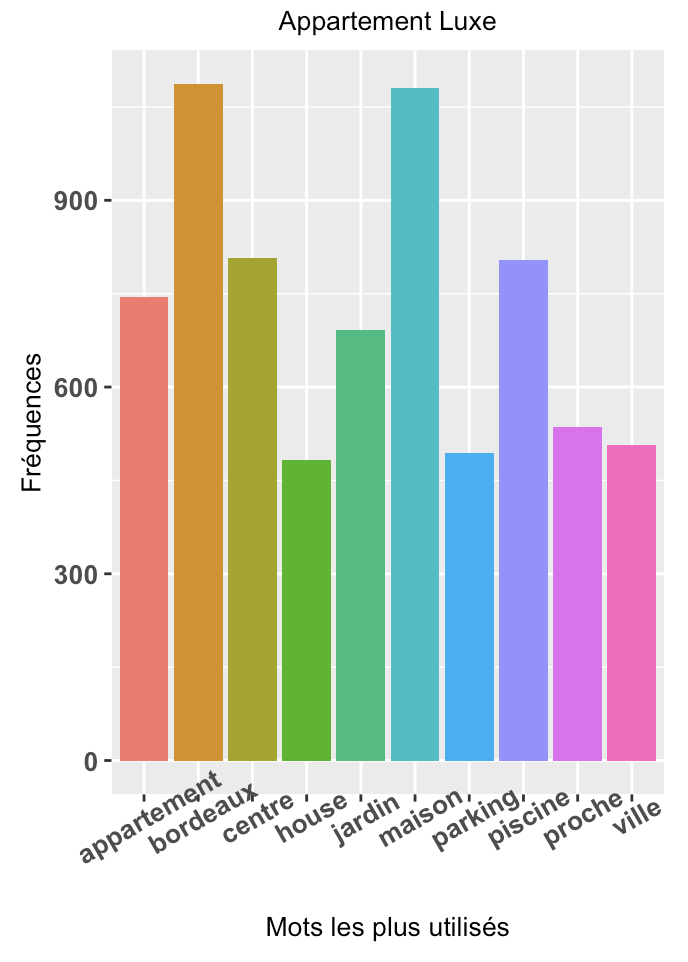 Appartement Luxe
Fréquences
900
600
300
0
appartement
bordeaux
centre
house
jardin
maison
parking
piscine
proche
ville
Mots les plus utilisés